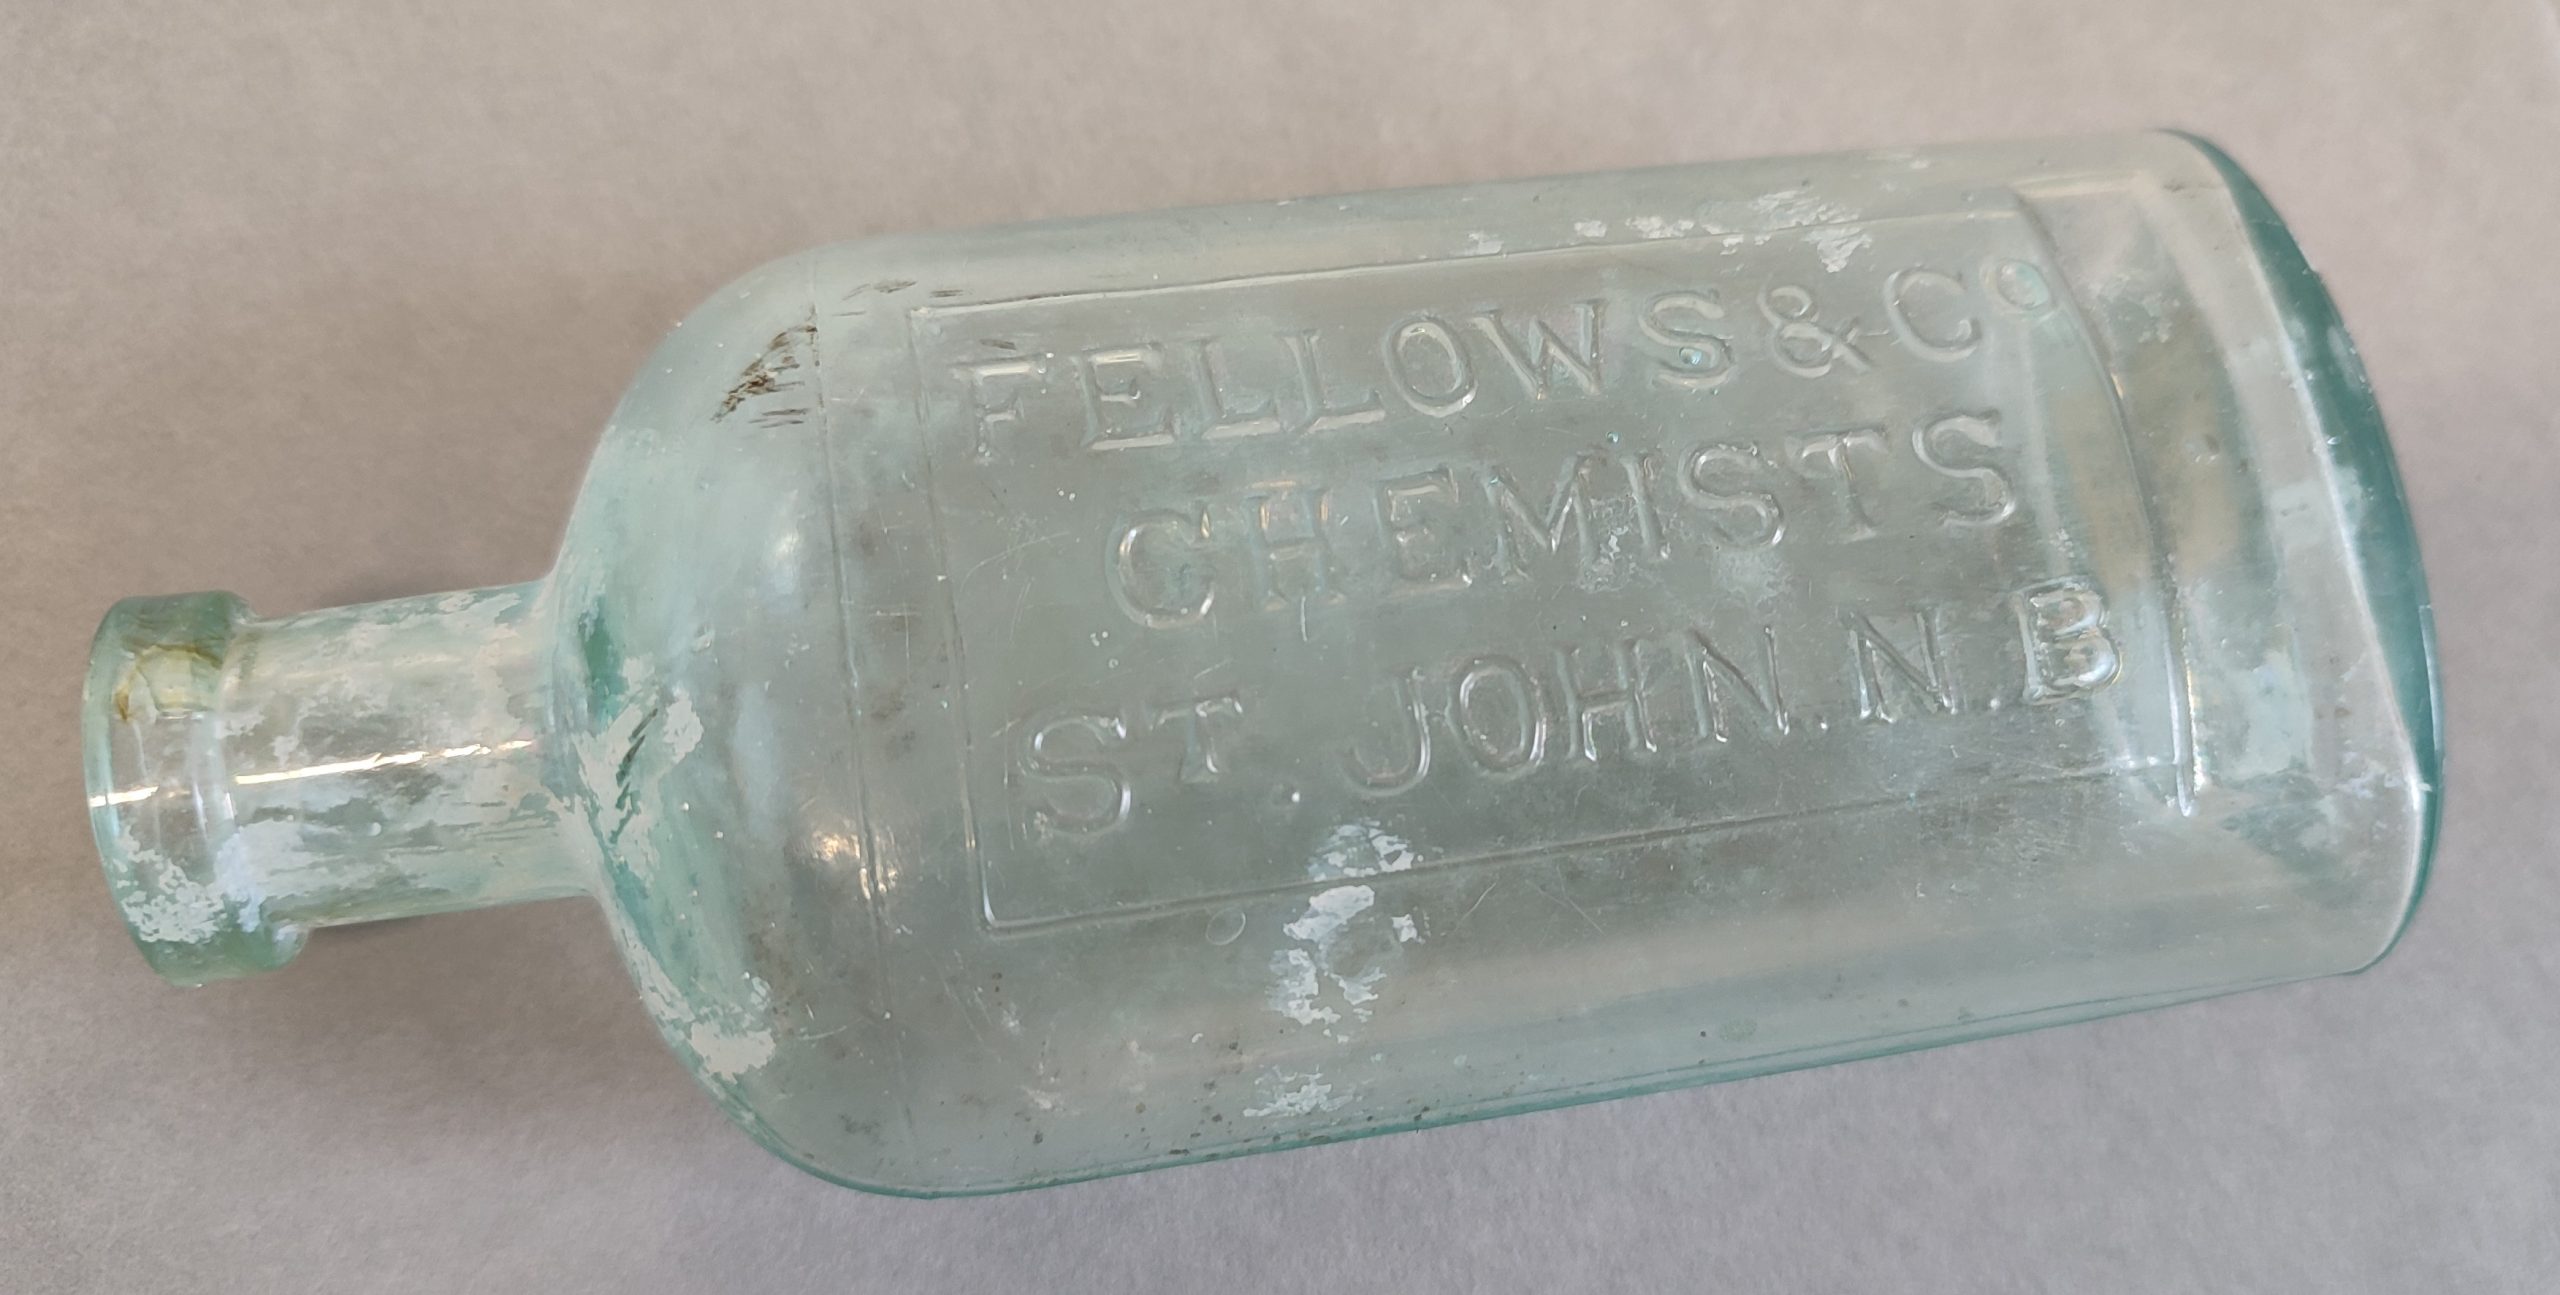 FELLOWS & Cº
CHEMISTS
ST. JOHN. N. B